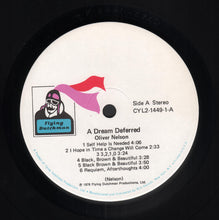 Flying
Dutchman
Side A Stereo
CYL2-1449-1-A
A Dream Deferred
Oliver Nelson
1 Self Help Is Needed 4:06
2 I Hope in Time a Change Will Come 2:33
3 3,2,1,0 3:24
4 Black, Brown & Beautiful 3:28
5 Black Brown & Beautiful 3:50
6 Requiem, Afterthoughts 4:00
(Nelson)
© 1976 Flying Dutchman Productions, Ltd.